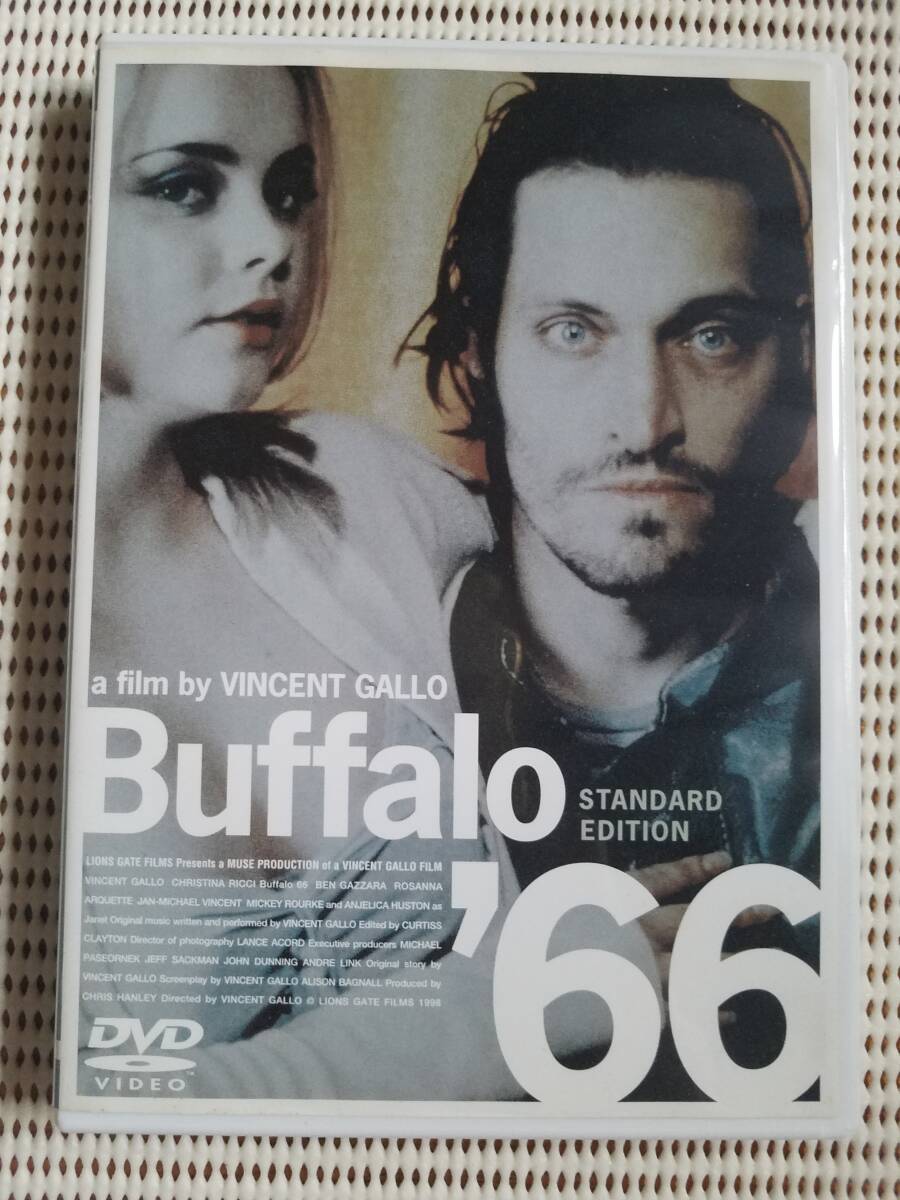 a film by VINCENT GALLO
Buffalo
STANDARD
EDITION
'66
LIONS GATE FILMS Presents a MUSE PRODUCTION of a VINCENT GALLO FILM
VINCENT GALLO CHRISTINA RICCI Buffalo 66 BEN GAZZARA ROSANNA
ARQUETTE JAN-MICHAEL VINCENT MICKEY ROURKE and ANJELICA HUSTON as
Janet Original music written and performed by VINCENT GALLO Edited by CURTISS
CLAYTON Director of photography LANCE ACORD Executive producers MICHAEL
PASEORNEK JEFF SACKMAN JOHN DUNNING ANDRE LINK Original story by
VINCENT GALLO Screenplay by VINCENT GALLO ALISON BAGNALL Produced by
CHRIS HANLEY Directed by VINCENT GALLO © LIONS GATE FILMS 1998
DVD
VIDEO™